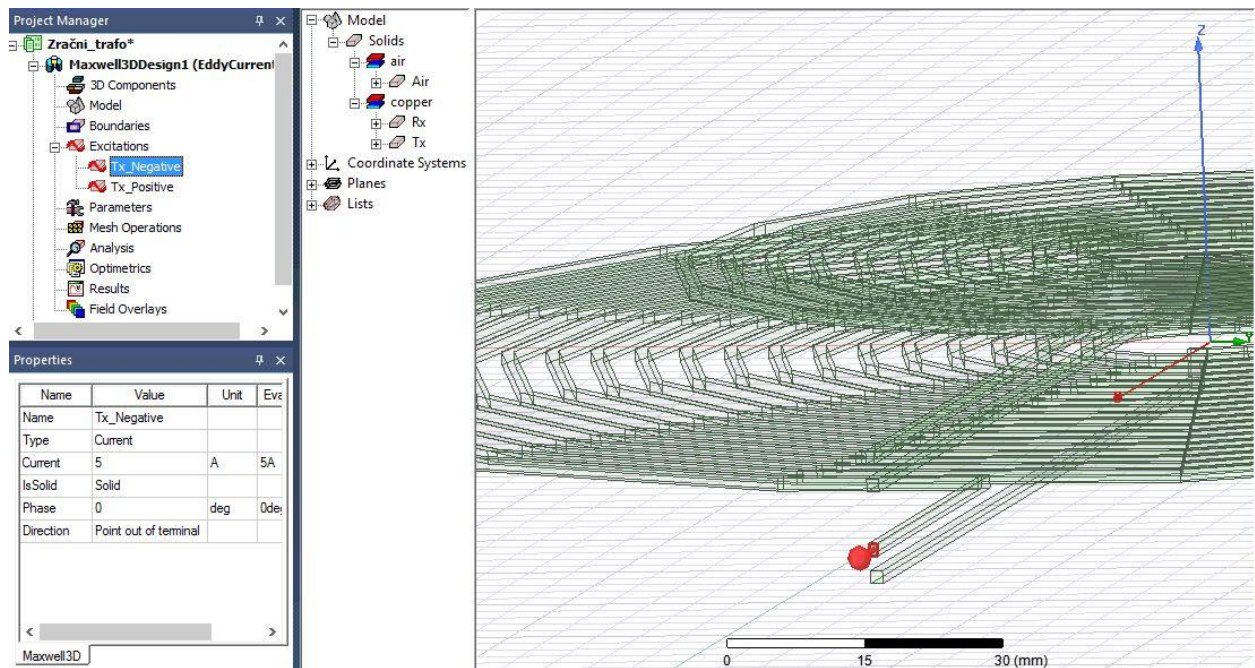 Project Manager
Zračni_trafo*
Maxwell3DDesign1 (EddyCurrent
3D Components
Model
Boundaries
Excitations
Tx_Negative
Tx_Positive
Parameters
Mesh Operations
Analysis
Optimetrics
Results
Field Overlays
Properties
Name Value Unit Eva
Name Tx_Negative
Type Current
Current 5 A 5A
IsSolid Solid
Phase 0 deg 0de
Direction Point out of terminal
Maxwell3D
Model
Solids
air
Air
copper
Rx
Tx
Coordinate Systems
Planes
Lists
Z
0 15 30 (mm)